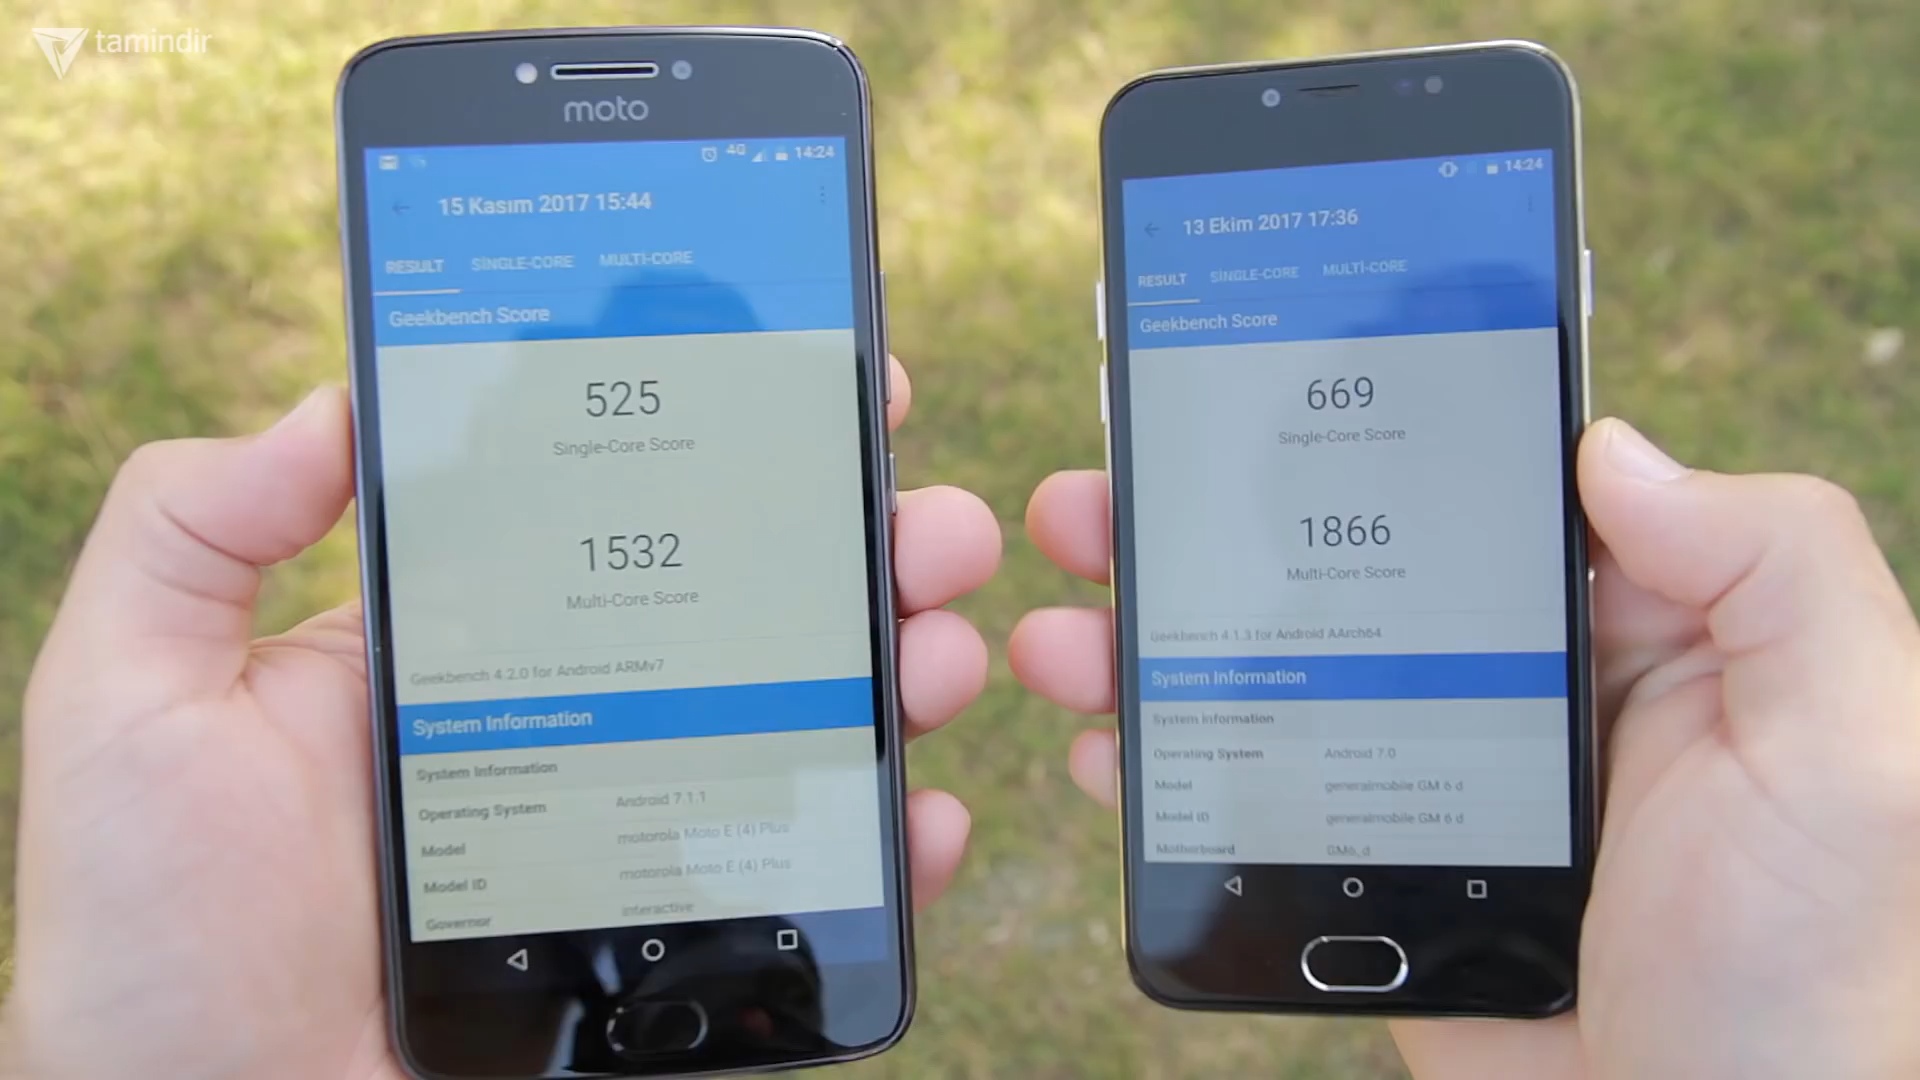 tamindir
moto
4G 14:24
15 Kasım 2017 15:44
RESULT SİNGLE-CORE MULTİ-CORE
Geekbench Score
525
Single-Core Score
1532
Multi-Core Score
Geekbench 4.2.0 for Android ARMv7
System Information
System Information
Operating System Android 7.1.1
Model motorola Moto E (4) Plus
Model ID motorola Moto E (4) Plus
Governor interactive
14:24
13 Ekim 2017 17:36
RESULT SİNGLE-CORE MULTİ-CORE
Geekbench Score
669
Single-Core Score
1866
Multi-Core Score
Geekbench 4.1.3 for Android AArch64
System Information
System Information
Operating System Android 7.0
Model generalmobile GM 6 d
Model ID generalmobile GM 6 d
Motherboard GM6_d